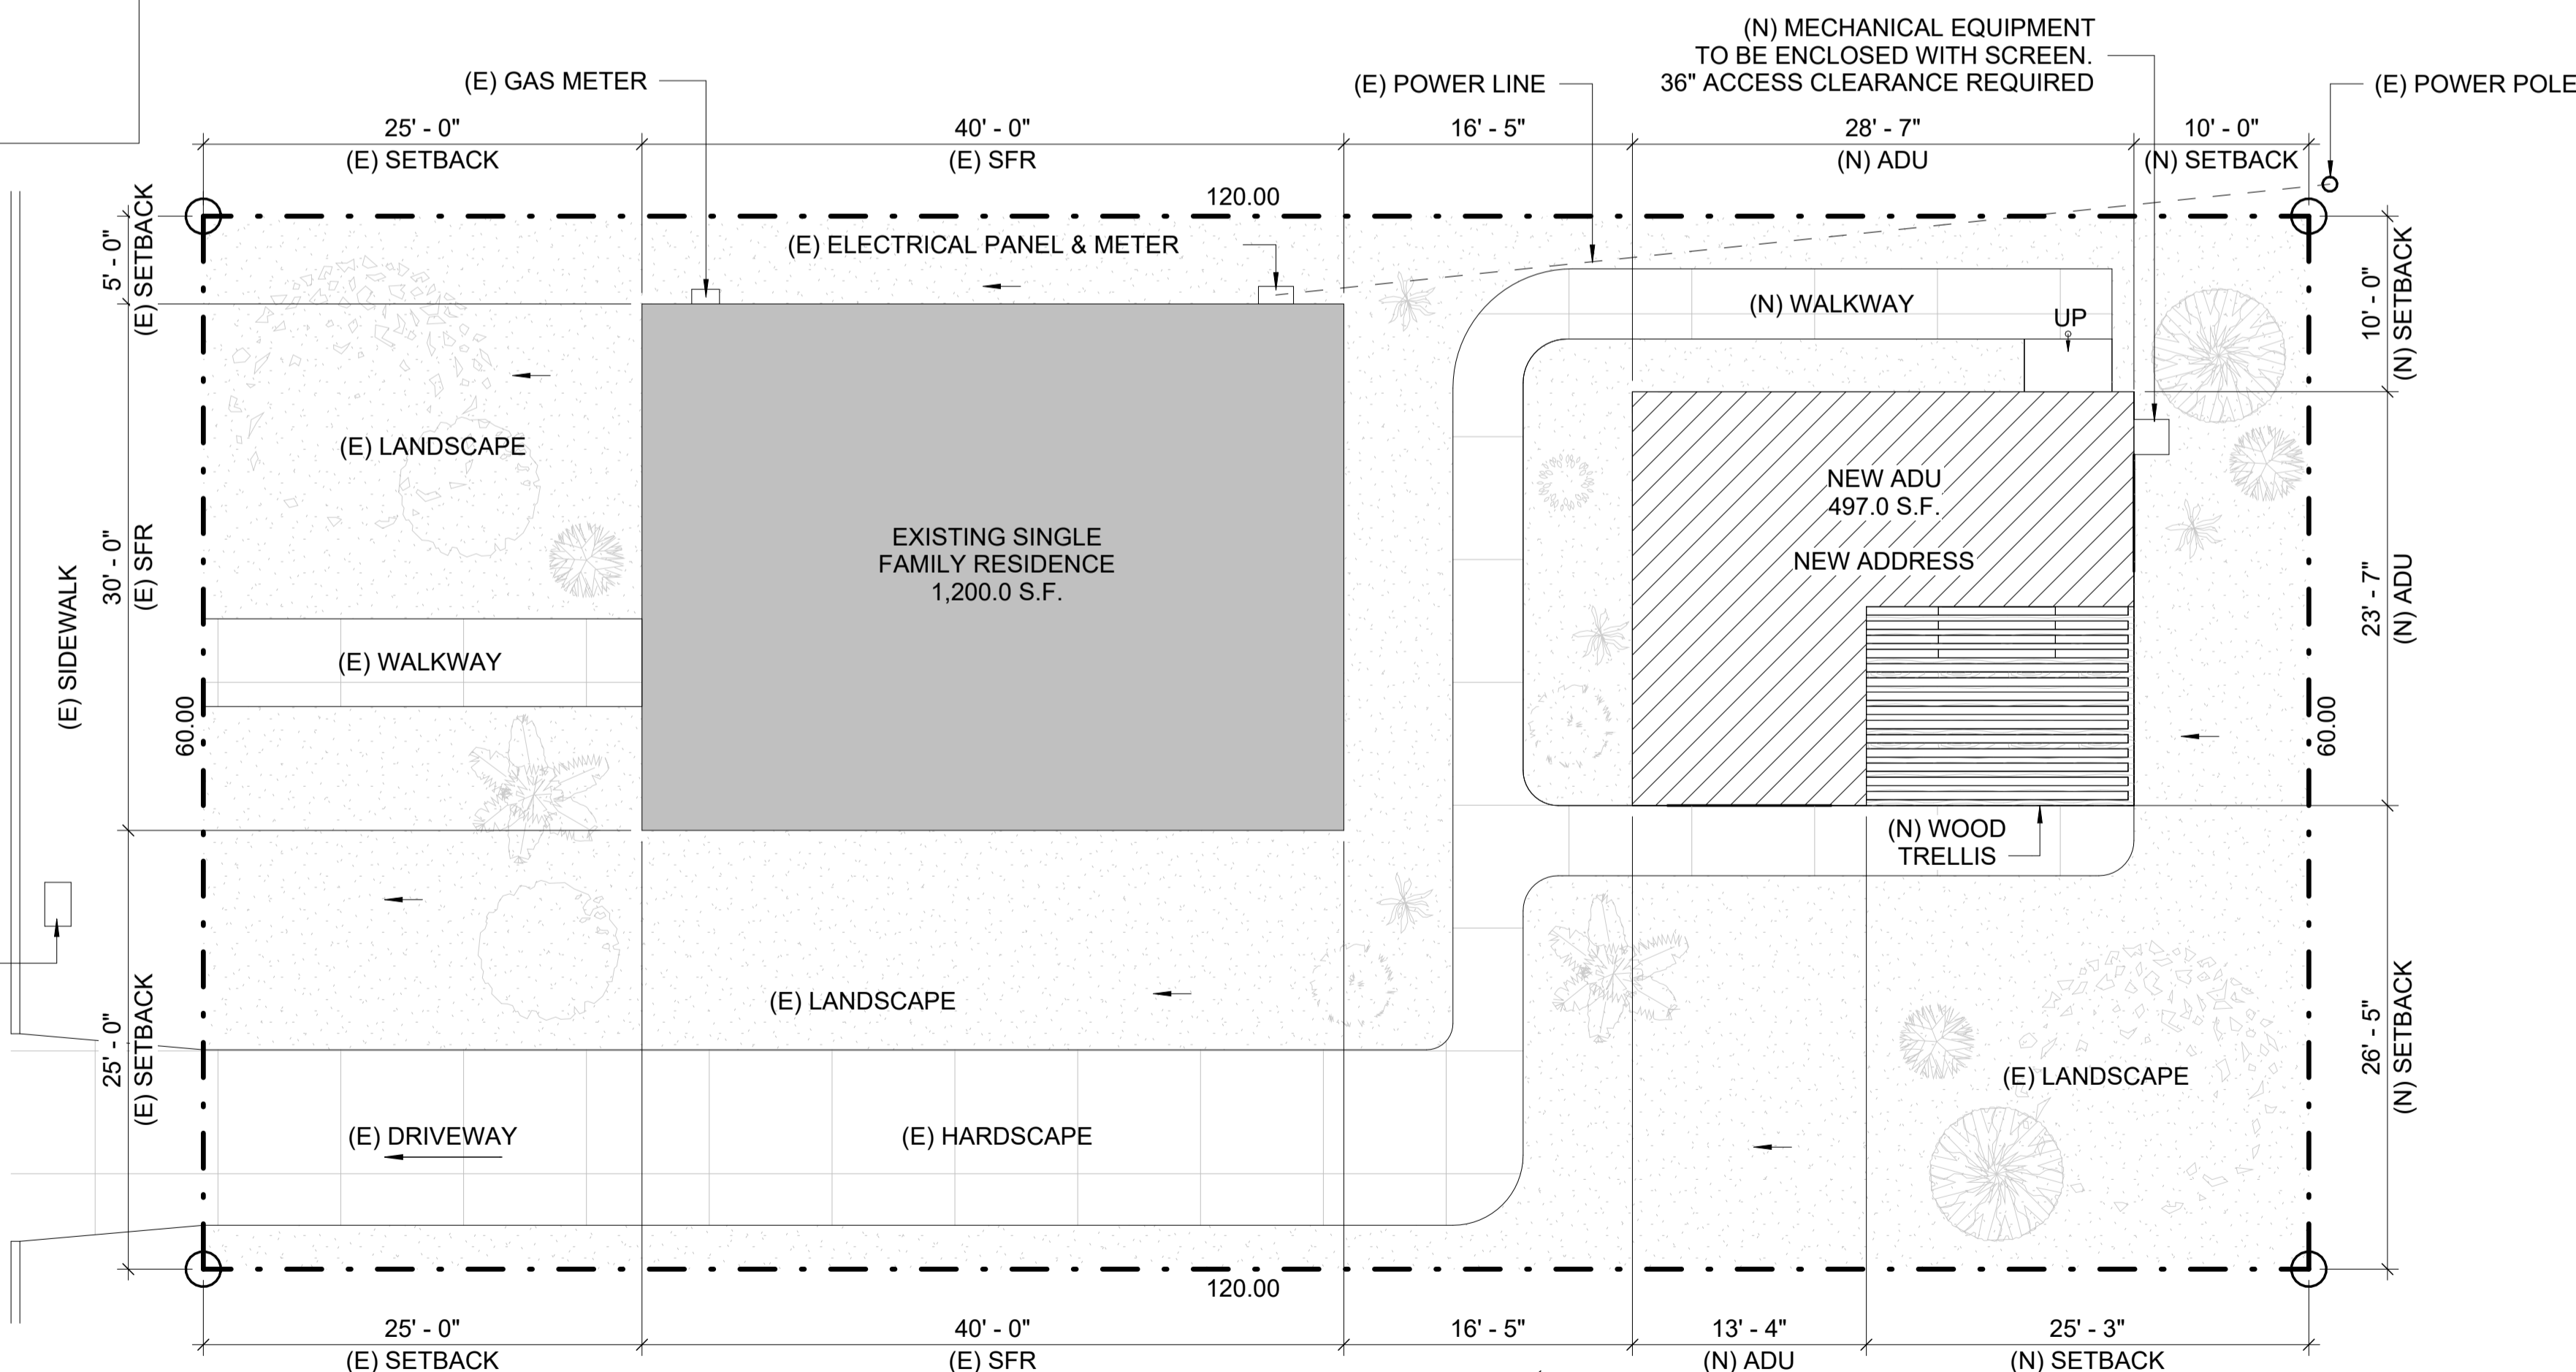 (N) MECHANICAL EQUIPMENT
TO BE ENCLOSED WITH SCREEN.
36" ACCESS CLEARANCE REQUIRED
(E) GAS METER
(E) POWER LINE
(E) POWER POLE
25' - 0"
(E) SETBACK
40' - 0"
(E) SFR
16' - 5"
28' - 7"
(N) ADU
10' - 0"
(N) SETBACK
120.00
5' - 0"
(E) SETBACK
(E) ELECTRICAL PANEL & METER
(N) WALKWAY
UP
10' - 0"
(N) SETBACK
(E) LANDSCAPE
NEW ADU
497.0 S.F.
NEW ADDRESS
EXISTING SINGLE
FAMILY RESIDENCE
1,200.0 S.F.
30' - 0"
(E) SFR
23' - 7"
(N) ADU
(E) SIDEWALK
(E) WALKWAY
60.00
60.00
(N) WOOD
TRELLIS
(E) LANDSCAPE
25' - 0"
(E) SETBACK
26' - 5"
(N) SETBACK
(E) LANDSCAPE
(E) DRIVEWAY
(E) HARDSCAPE
120.00
25' - 0"
(E) SETBACK
40' - 0"
(E) SFR
16' - 5"
13' - 4"
(N) ADU
25' - 3"
(N) SETBACK